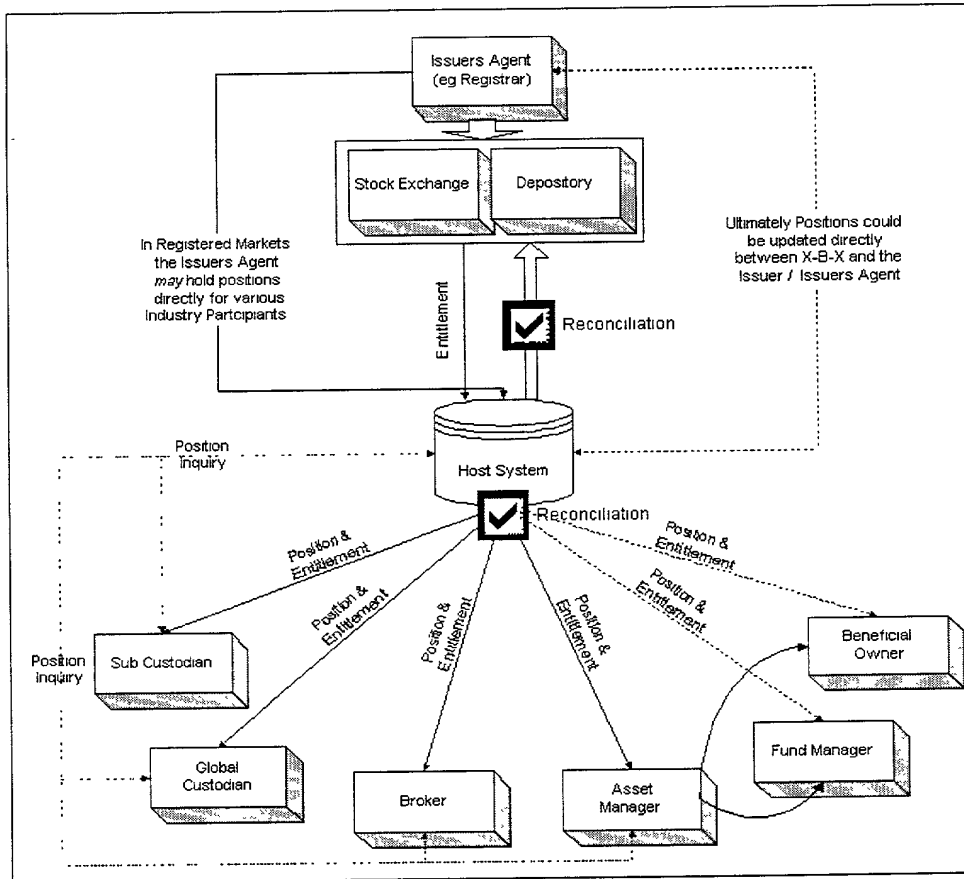 Issuers Agent
(eg Registrar)
Stock Exchange
Depository
In Registered Markets
the Issuers Agent
may hold positions
directly for various
Industry Partcipiants
Ultimately Positions could
be updated directly
between X-B-X and the
Issuer / Issuers Agent
Entitlement
Reconciliation
Position
Inquiry
Host System
Reconciliation
Position &
Entitlement
Position &
Entitlement
Position &
Entitlement
Position &
Entitlement
Position &
Entitlement
Position &
Entitlement
Position
Inquiry
Sub Custodian
Beneficial
Owner
Global
Custodian
Broker
Asset
Manager
Fund Manager